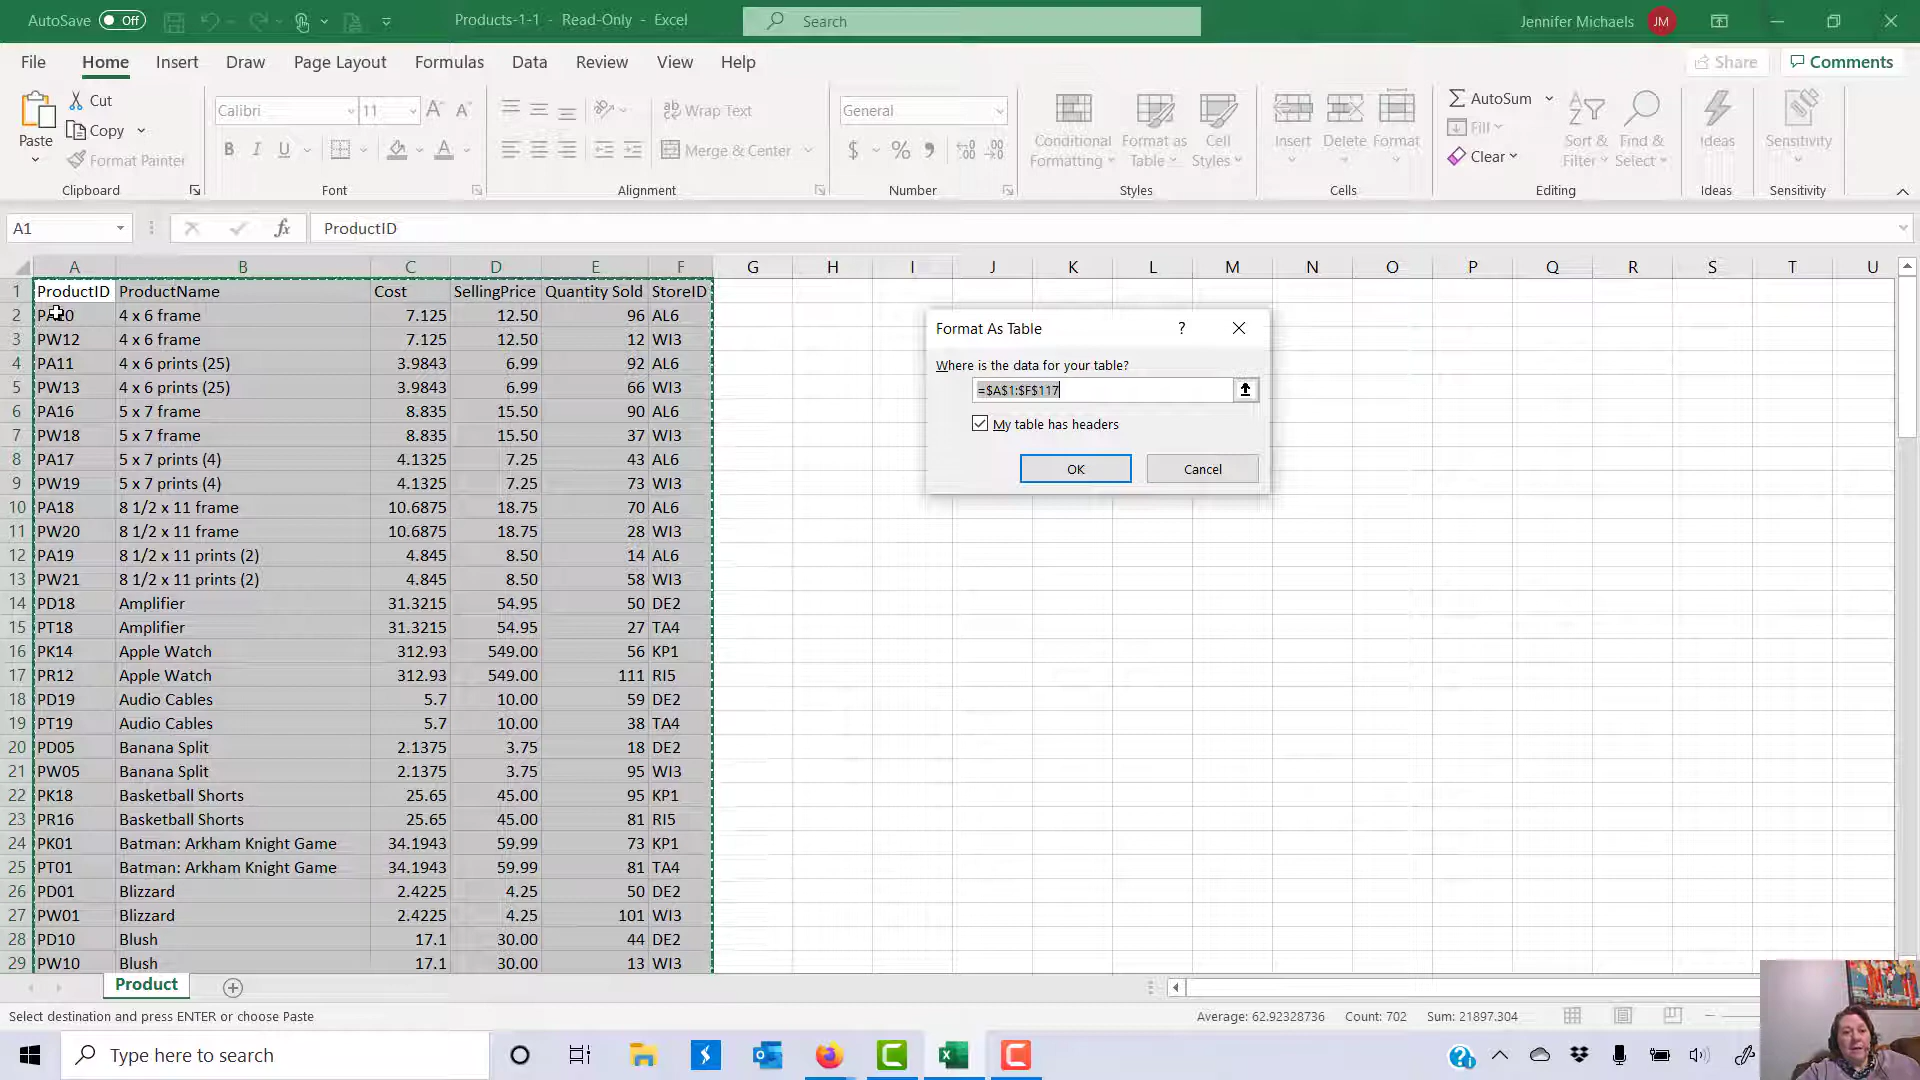 AutoSave Off Products-1-1 - Read-Only - Excel Search Jennifer Michaels JM
File Home Insert Draw Page Layout Formulas Data Review View Help Share Comments
Paste Cut Copy Format Painter Clipboard
Calibri 11 B I U Font
Wrap Text Merge & Center Alignment
General $ % Number
Conditional Formatting Format as Table Cell Styles Styles
Insert Delete Format Cells
AutoSum Fill Clear Sort & Filter Find & Select Editing
Ideas Ideas
Sensitivity Sensitivity
A1 fx ProductID
A B C D E F G H I J K L M N O P Q R S T U
1 ProductID ProductName Cost SellingPrice Quantity Sold StoreID
2 4 x 6 frame 7.125 12.50 96 AL6
3 PW12 4 x 6 frame 7.125 12.50 12 WI3
4 PA11 4 x 6 prints (25) 3.9843 6.99 92 AL6
5 PW13 4 x 6 prints (25) 3.9843 6.99 66 WI3
6 PA16 5 x 7 frame 8.835 15.50 90 AL6
7 PW18 5 x 7 frame 8.835 15.50 37 WI3
8 PA17 5 x 7 prints (4) 4.1325 7.25 43 AL6
9 PW19 5 x 7 prints (4) 4.1325 7.25 73 WI3
10 PA18 8 1/2 x 11 frame 10.6875 18.75 70 AL6
11 PW20 8 1/2 x 11 frame 10.6875 18.75 28 WI3
12 PA19 8 1/2 x 11 prints (2) 4.845 8.50 14 AL6
13 PW21 8 1/2 x 11 prints (2) 4.845 8.50 58 WI3
14 PD18 Amplifier 31.3215 54.95 50 DE2
15 PT18 Amplifier 31.3215 54.95 27 TA4
16 PK14 Apple Watch 312.93 549.00 56 KP1
17 PR12 Apple Watch 312.93 549.00 111 RI5
18 PD19 Audio Cables 5.7 10.00 59 DE2
19 PT19 Audio Cables 5.7 10.00 38 TA4
20 PD05 Banana Split 2.1375 3.75 18 DE2
21 PW05 Banana Split 2.1375 3.75 95 WI3
22 PK18 Basketball Shorts 25.65 45.00 95 KP1
23 PR16 Basketball Shorts 25.65 45.00 81 RI5
24 PK01 Batman: Arkham Knight Game 34.1943 59.99 73 KP1
25 PT01 Batman: Arkham Knight Game 34.1943 59.99 81 TA4
26 PD01 Blizzard 2.4225 4.25 50 DE2
27 PW01 Blizzard 2.4225 4.25 101 WI3
28 PD10 Blush 17.1 30.00 44 DE2
29 PW10 Blush 17.1 30.00 13 WI3
Format As Table ?
Where is the data for your table?
=$A$1:$F$117
My table has headers
OK Cancel
Product
Select destination and press ENTER or choose Paste Average: 62.92328736 Count: 702 Sum: 21897.304
Type here to search